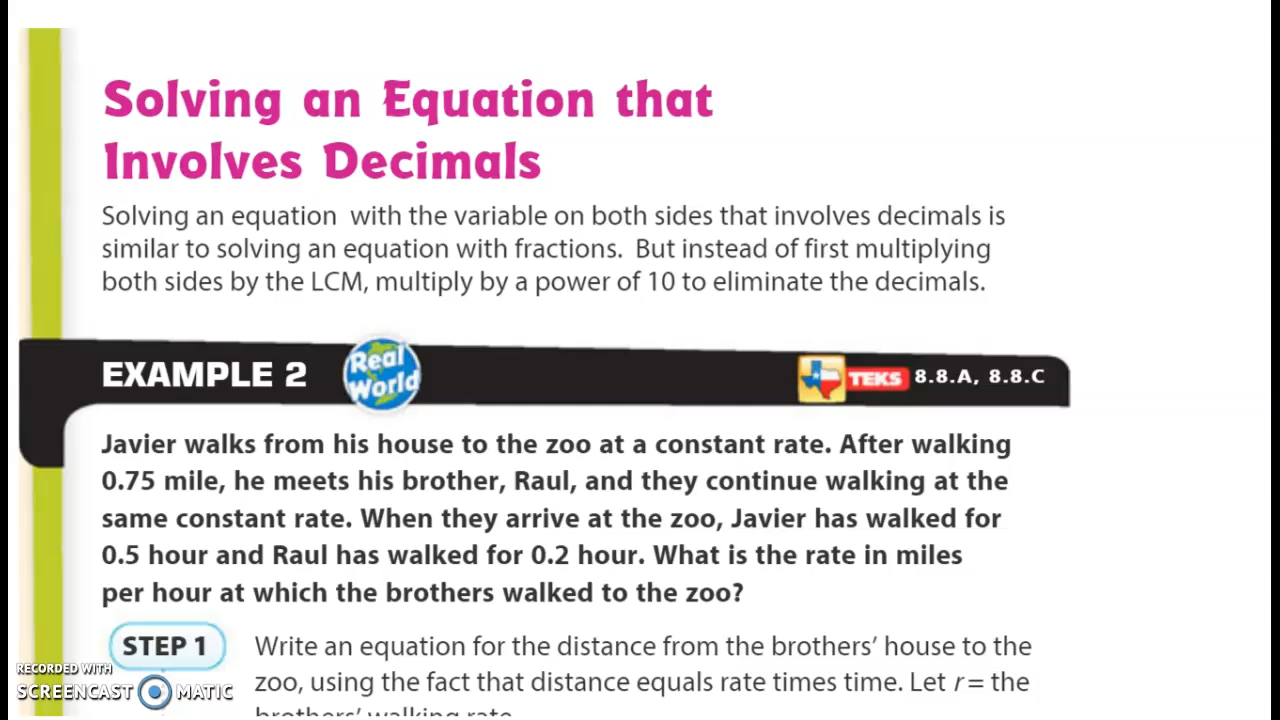 Solving an Equation that
Involves Decimals
Solving an equation with the variable on both sides that involves decimals is
similar to solving an equation with fractions. But instead of first multiplying
both sides by the LCM, multiply by a power of 10 to eliminate the decimals.
EXAMPLE 2
Real
World
TEKS 8.8.A, 8.8.C
Javier walks from his house to the zoo at a constant rate. After walking
0.75 mile, he meets his brother, Raul, and they continue walking at the
same constant rate. When they arrive at the zoo, Javier has walked for
0.5 hour and Raul has walked for 0.2 hour. What is the rate in miles
per hour at which the brothers walked to the zoo?
STEP 1
Write an equation for the distance from the brothers’ house to the
zoo, using the fact that distance equals rate times time. Let r = the
brothers’ walking rate
RECORDED WITH
SCREENCAST MATIC